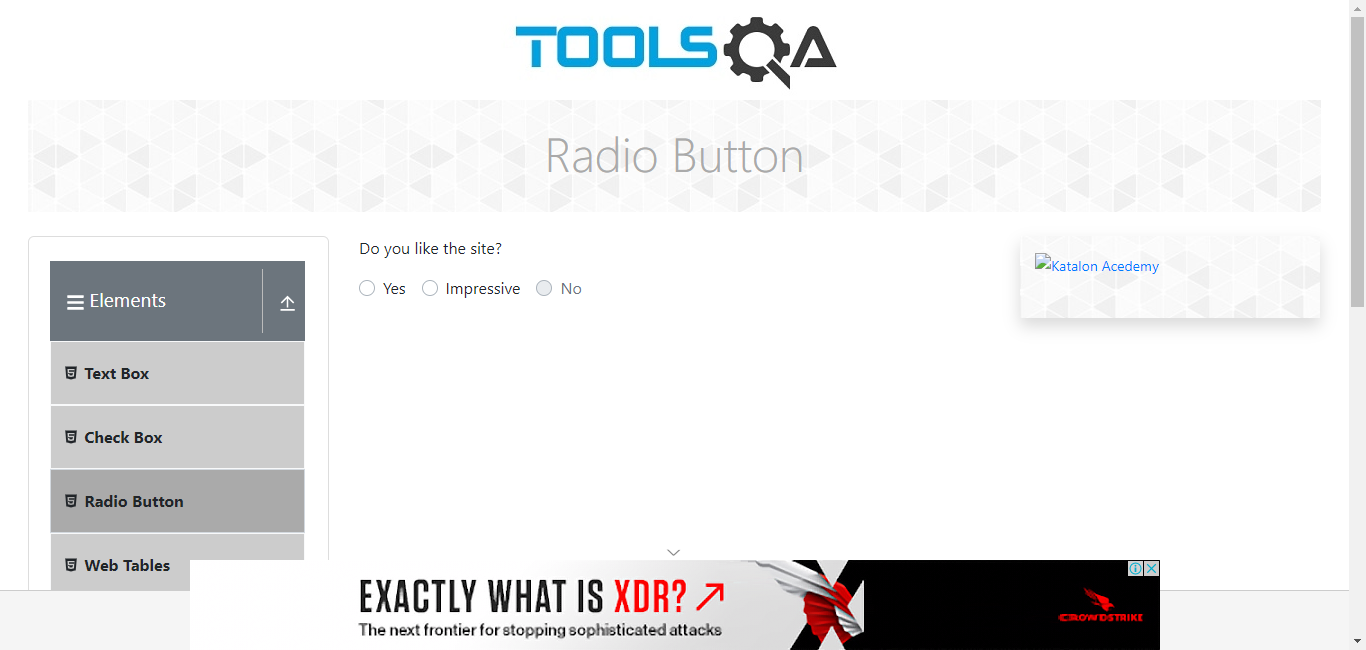 TOOLSQA
Radio Button
Elements
Text Box
Check Box
Radio Button
Web Tables
Do you like the site?
Yes Impressive No
Katalon Acedemy
EXACTLY WHAT IS XDR?
The next frontier for stopping sophisticated attacks
CROWDSTRIKE